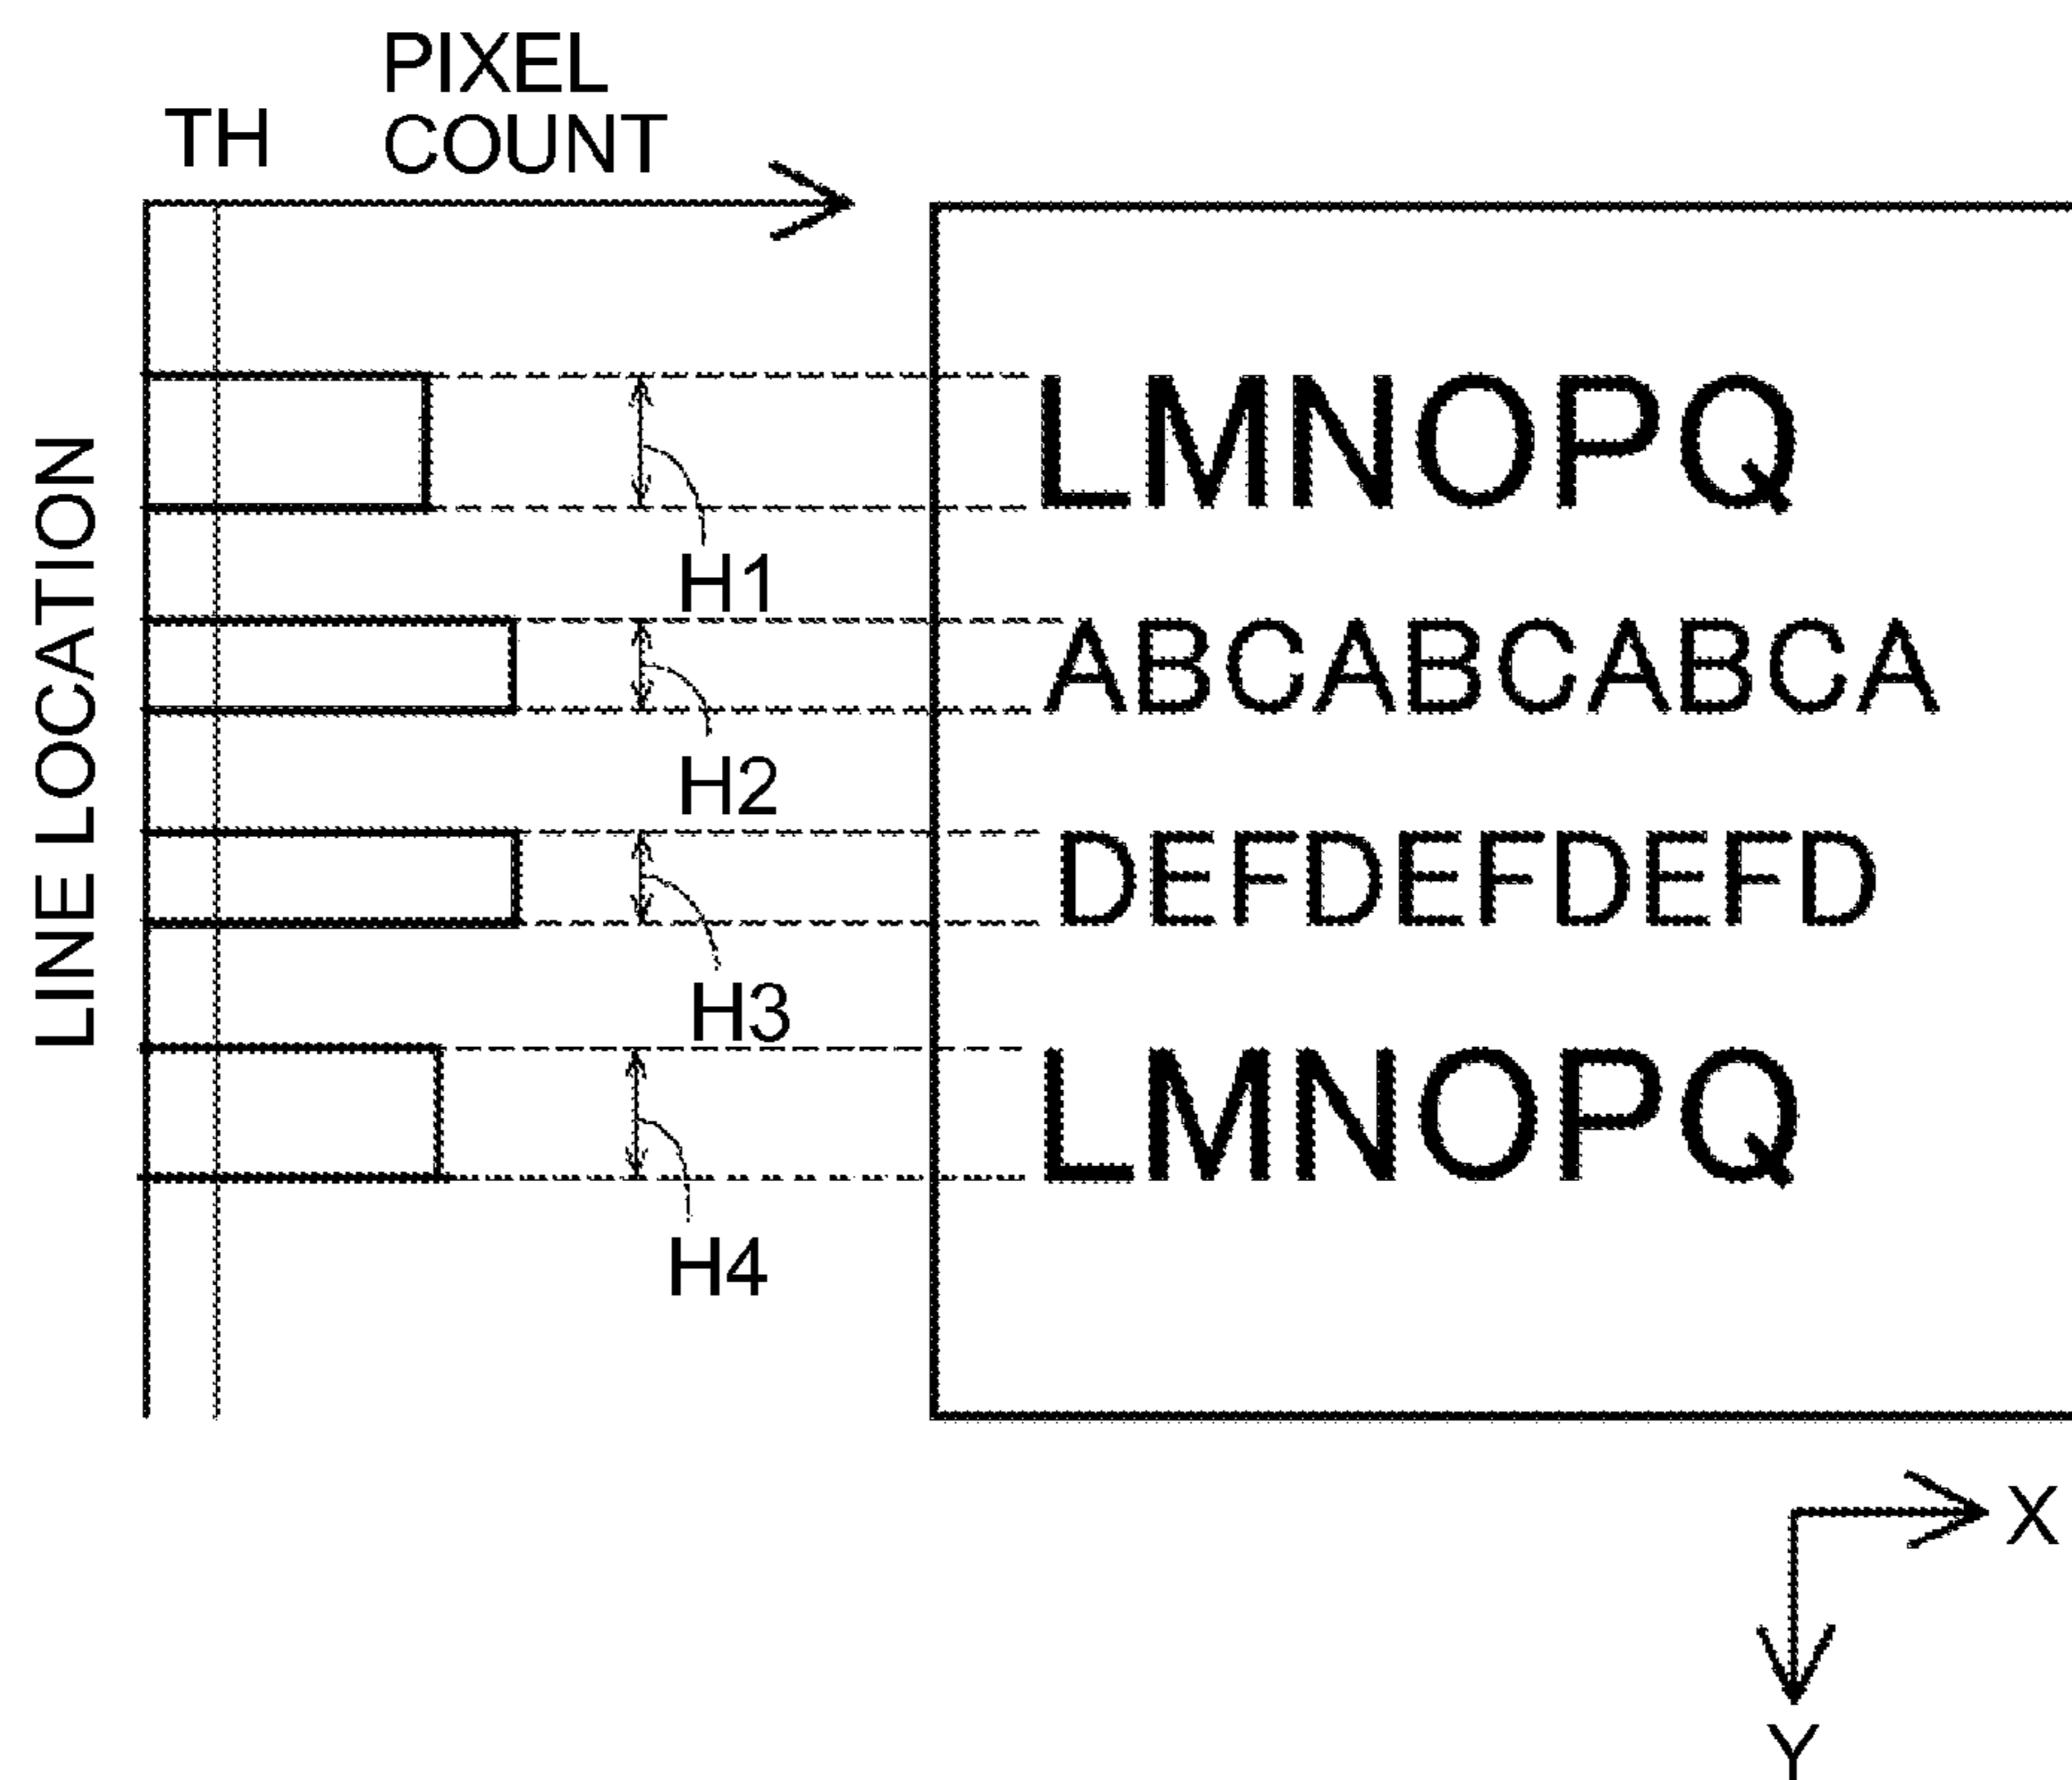 PIXEL
COUNT
TH
LINE LOCATION
LMNOPQ
H1
ABCABCABCA
H2
DEFDEFDEFD
H3
LMNOPQ
H4
X
Y